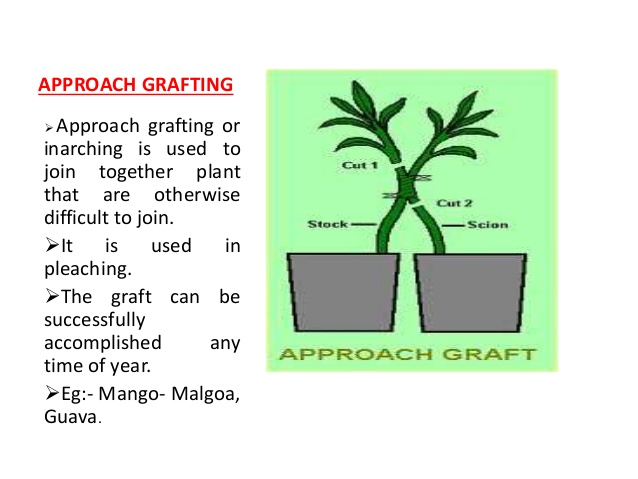 APPROACH GRAFTING
➢Approach grafting or
inarching is used to
join together plant
that are otherwise
difficult to join.
➢It is used in
pleaching.
➢The graft can be
successfully
accomplished any
time of year.
➢Eg:- Mango- Malgoa,
Guava.
Cut 1
Cut 2
Stock
Scion
APPROACH GRAFT